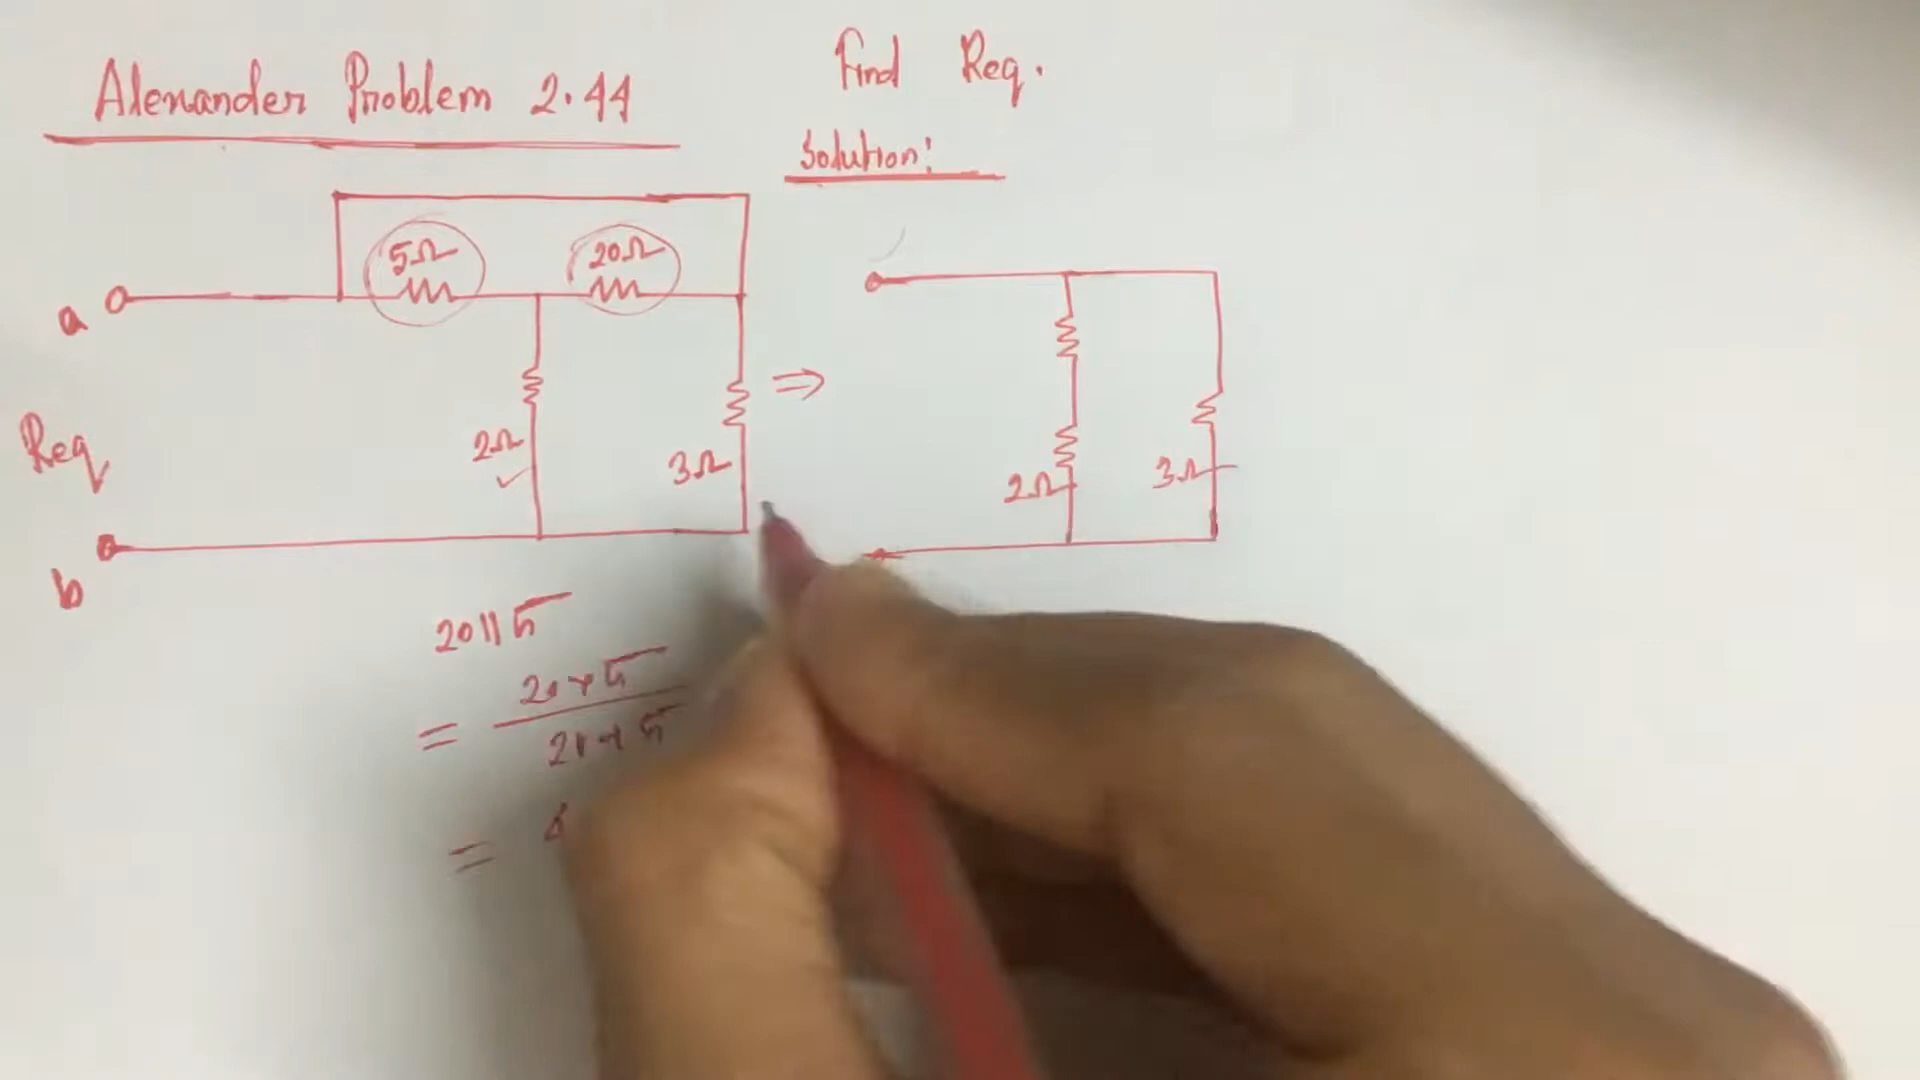 Alexander Problem 2.44
Find Req.
Solution:
5Ω
20Ω
a
Req
2Ω
3Ω
2Ω
3Ω
b
20||5
= 20×5
20+5
= 4